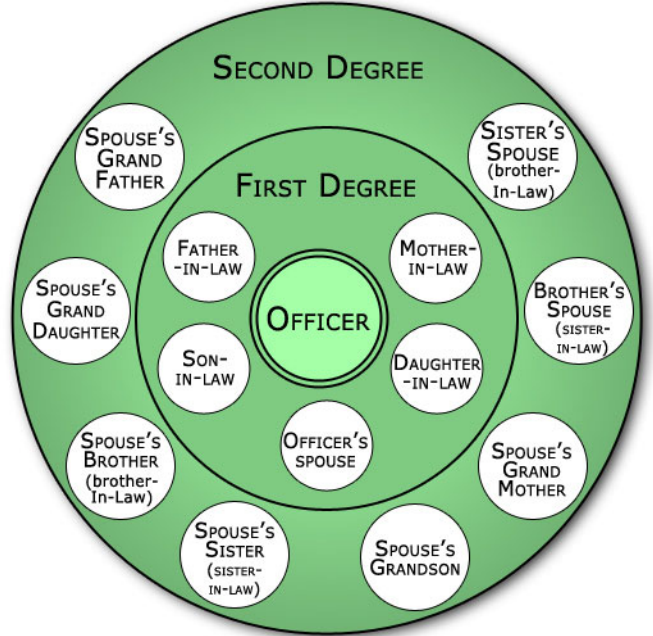 SECOND DEGREE
SPOUSE'S
GRAND
FATHER
SISTER'S
SPOUSE
(brother-
In-Law)
FIRST DEGREE
FATHER
-IN-LAW
MOTHER-
IN-LAW
SPOUSE'S
GRAND
DAUGHTER
OFFICER
BROTHER'S
SPOUSE
(SISTER-
IN-LAW)
SON-
IN-LAW
DAUGHTER
-IN-LAW
SPOUSE'S
BROTHER
(brother-
In-Law)
OFFICER'S
SPOUSE
SPOUSE'S
GRAND
MOTHER
SPOUSE'S
SISTER
(SISTER-
IN-LAW)
SPOUSE'S
GRANDSON